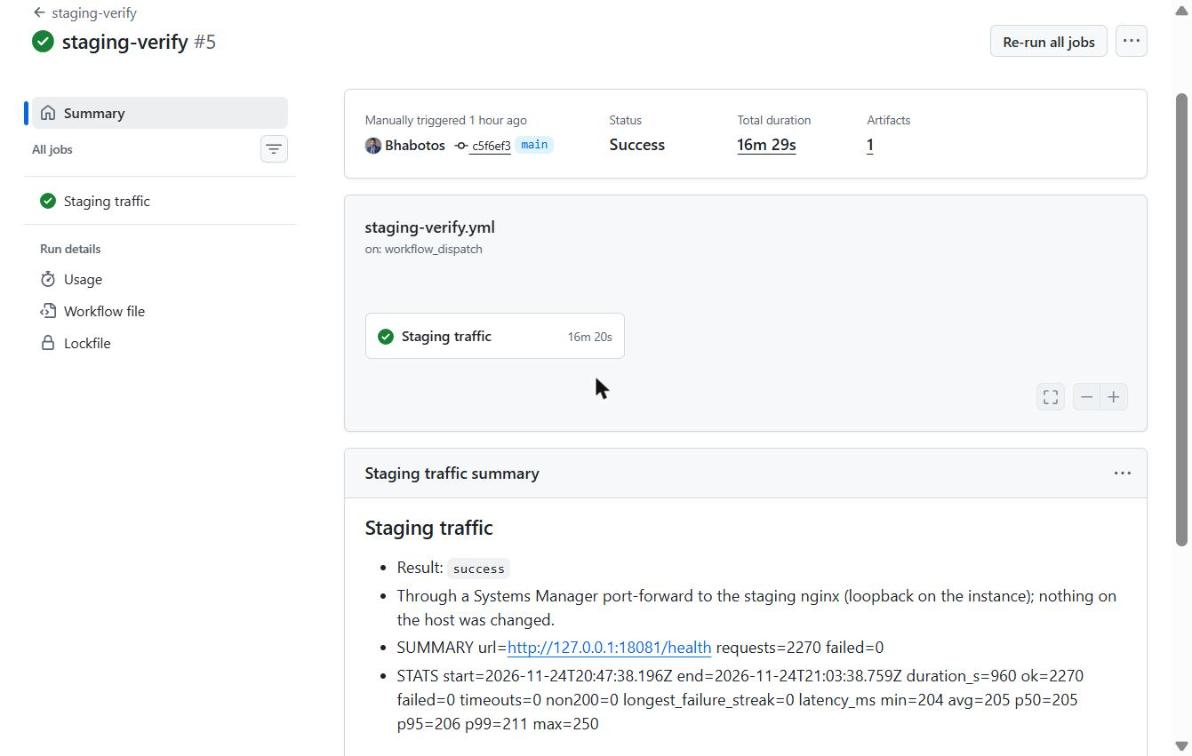 ← staging-verify
staging-verify #5
Re-run all jobs
...
Summary
All jobs
Staging traffic
Run details
Usage
Workflow file
Lockfile
Manually triggered 1 hour ago
Bhabotos c5f6ef3 main
Status
Success
Total duration
16m 29s
Artifacts
1
staging-verify.yml
on: workflow_dispatch
Staging traffic 16m 20s
Staging traffic summary
...
Staging traffic
• Result: success
• Through a Systems Manager port-forward to the staging nginx (loopback on the instance); nothing on
the host was changed.
• SUMMARY url=http://127.0.0.1:18081/health requests=2270 failed=0
• STATS start=2026-11-24T20:47:38.196Z end=2026-11-24T21:03:38.759Z duration_s=960 ok=2270
failed=0 timeouts=0 non200=0 longest_failure_streak=0 latency_ms min=204 avg=205 p50=205
p95=206 p99=211 max=250